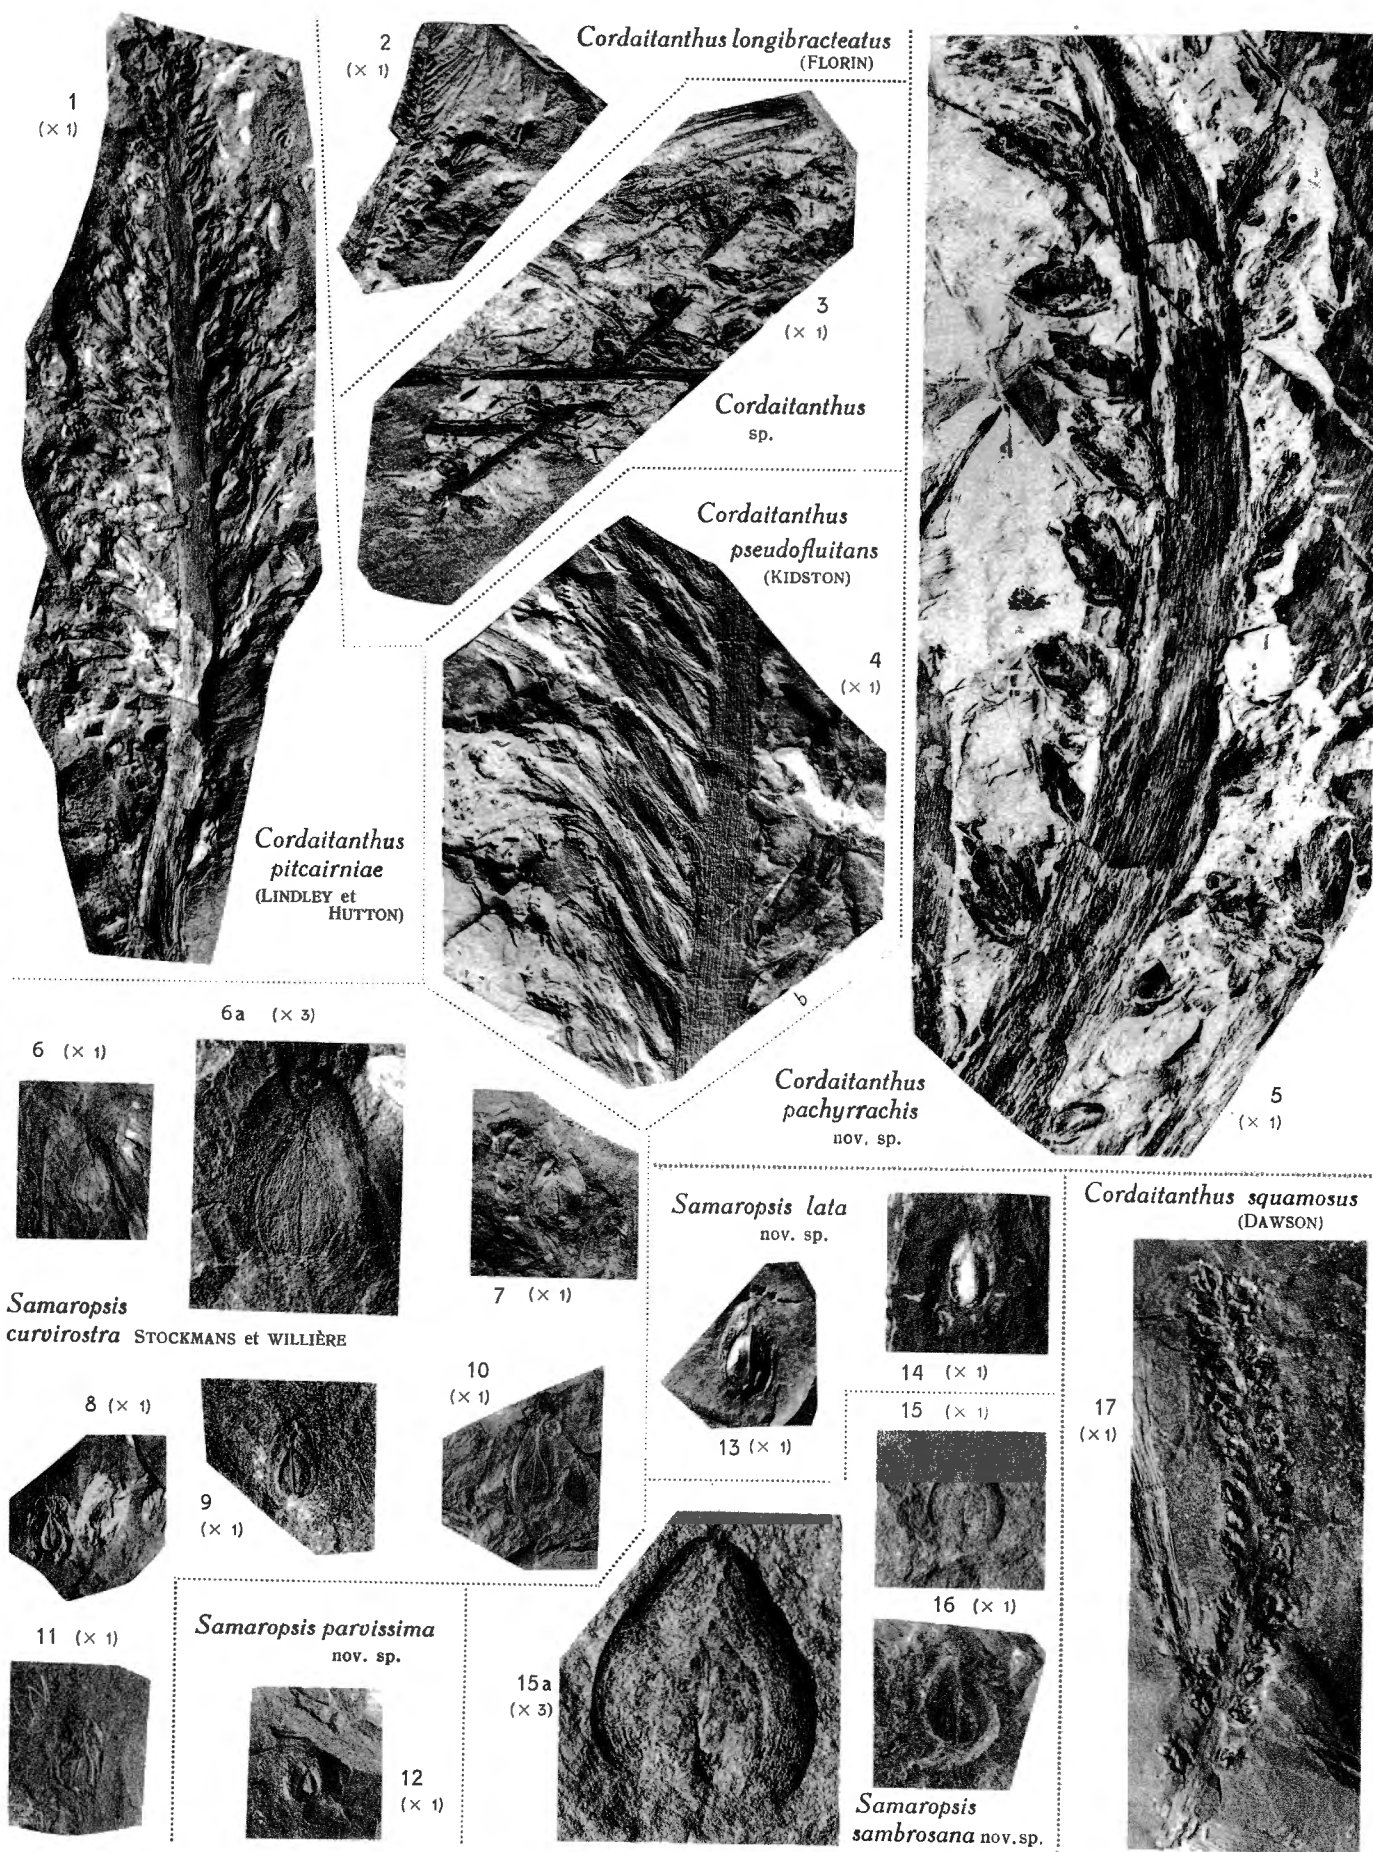 1
(× 1)
2
(× 1)
Cordaitanthus longibracteatus
(FLORIN)
3
(× 1)
Cordaitanthus
sp.
Cordaitanthus
pseudofluitans
(KIDSTON)
4
(× 1)
b
Cordaitanthus
pitcairniae
(LINDLEY et
HUTTON)
Cordaitanthus
pachyrrachis
nov. sp.
5
(× 1)
6 (× 1)
6a (× 3)
7 (× 1)
Samaropsis
curvirostra STOCKMANS et WILLIÈRE
8 (× 1)
9
(× 1)
10
(× 1)
11 (× 1)
Samaropsis parvissima
nov. sp.
12
(× 1)
Samaropsis lata
nov. sp.
13 (× 1)
14 (× 1)
15 (× 1)
15a
(× 3)
16 (× 1)
Samaropsis
sambrosana nov. sp.
Cordaitanthus squamosus
(DAWSON)
17
(× 1)